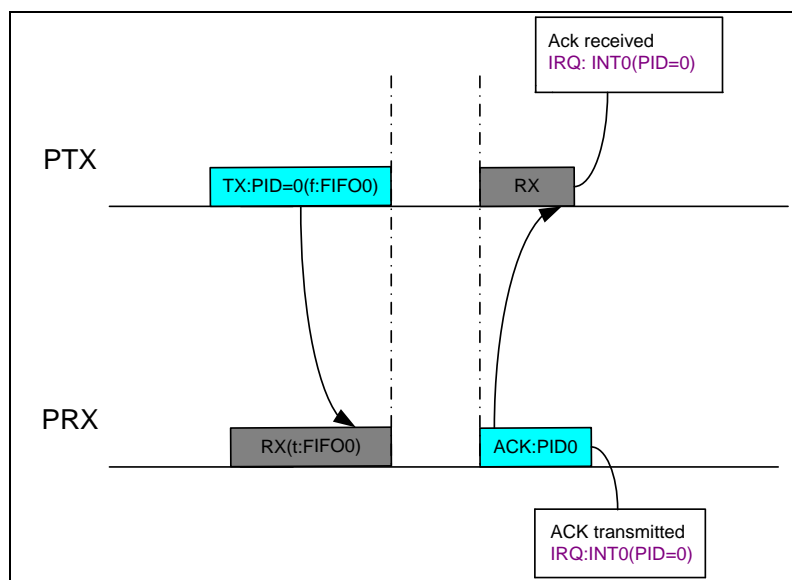 Ack received
IRQ: INT0(PID=0)
PTX
TX:PID=0(f:FIFO0)
RX
PRX
RX(t:FIFO0)
ACK:PID0
ACK transmitted
IRQ:INT0(PID=0)